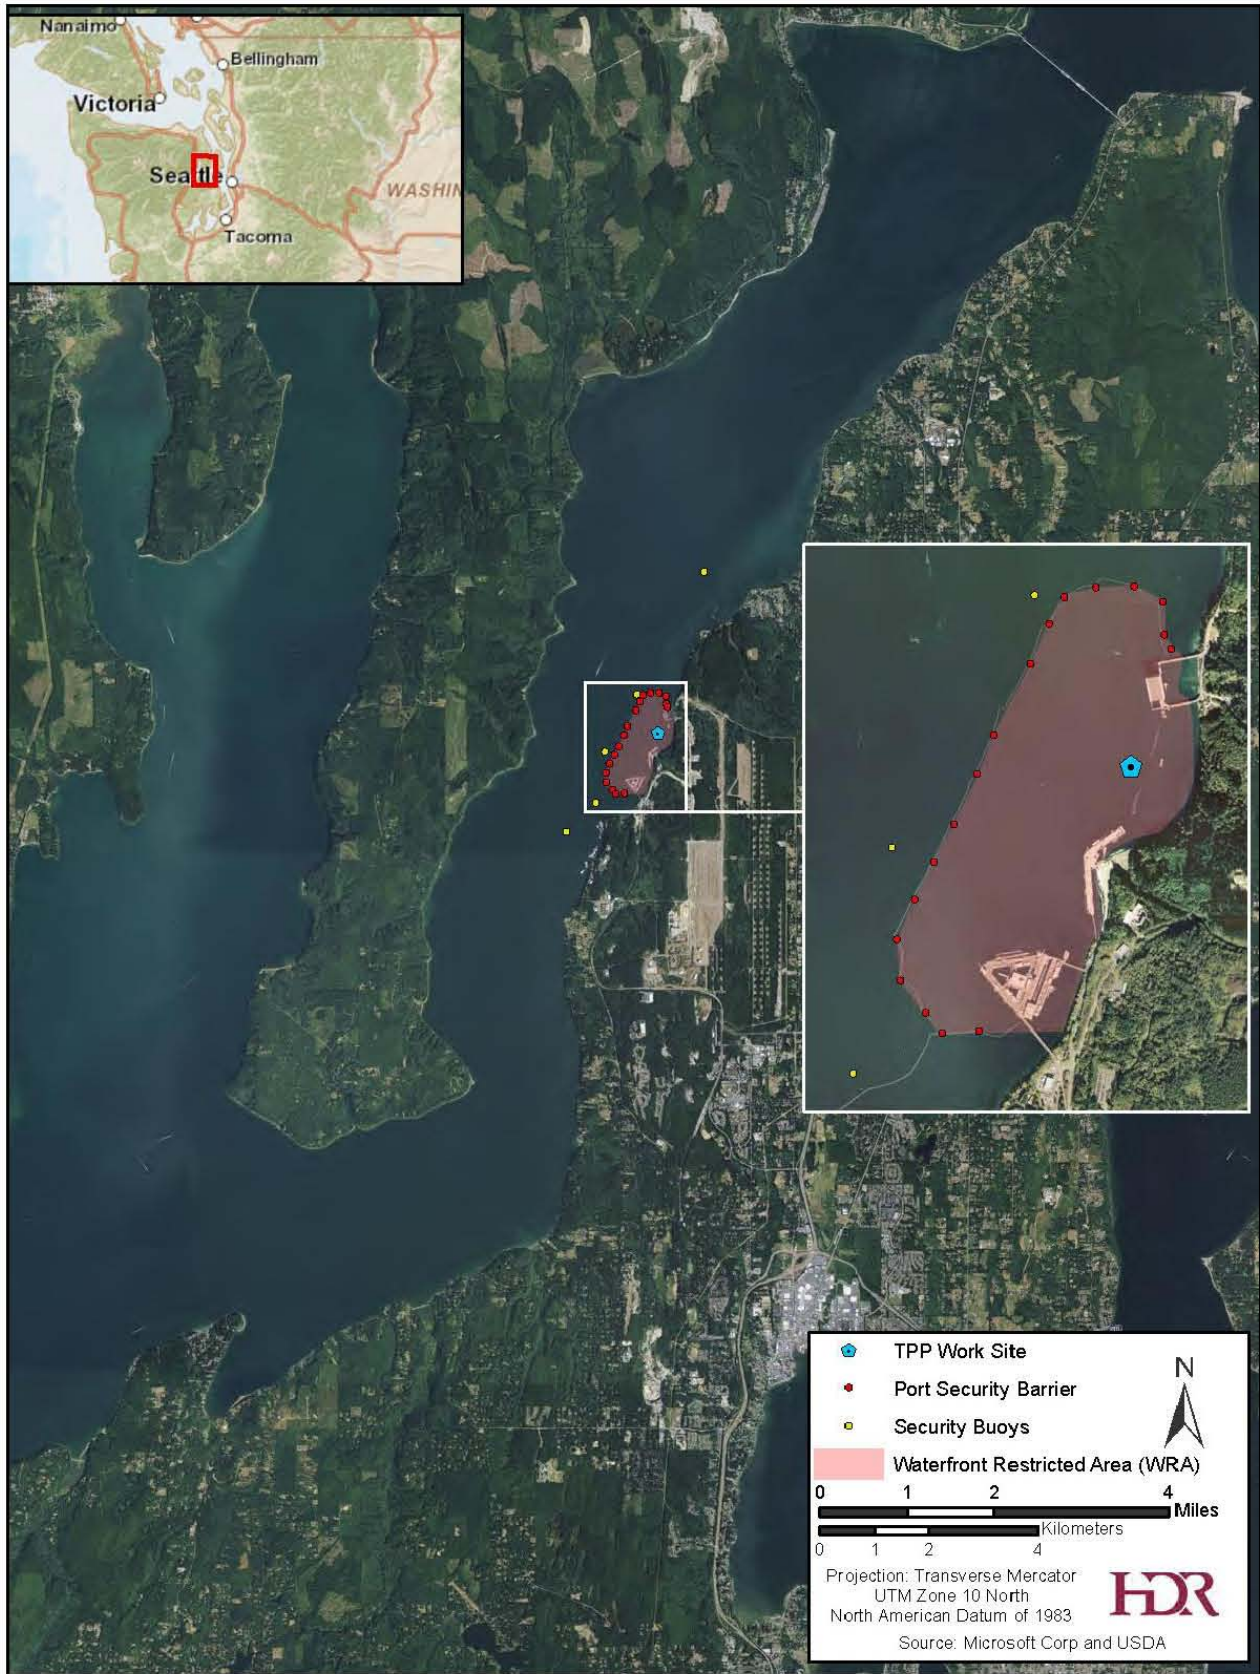 Nanaimo
Bellingham
Victoria
Seattle
WASHIN
Tacoma
TPP Work Site
N
Port Security Barrier
Security Buoys
Waterfront Restricted Area (WRA)
0 1 2 4
Miles
Kilometers
0 1 2 4
Projection: Transverse Mercator
UTM Zone 10 North
North American Datum of 1983
HDR
Source: Microsoft Corp and USDA